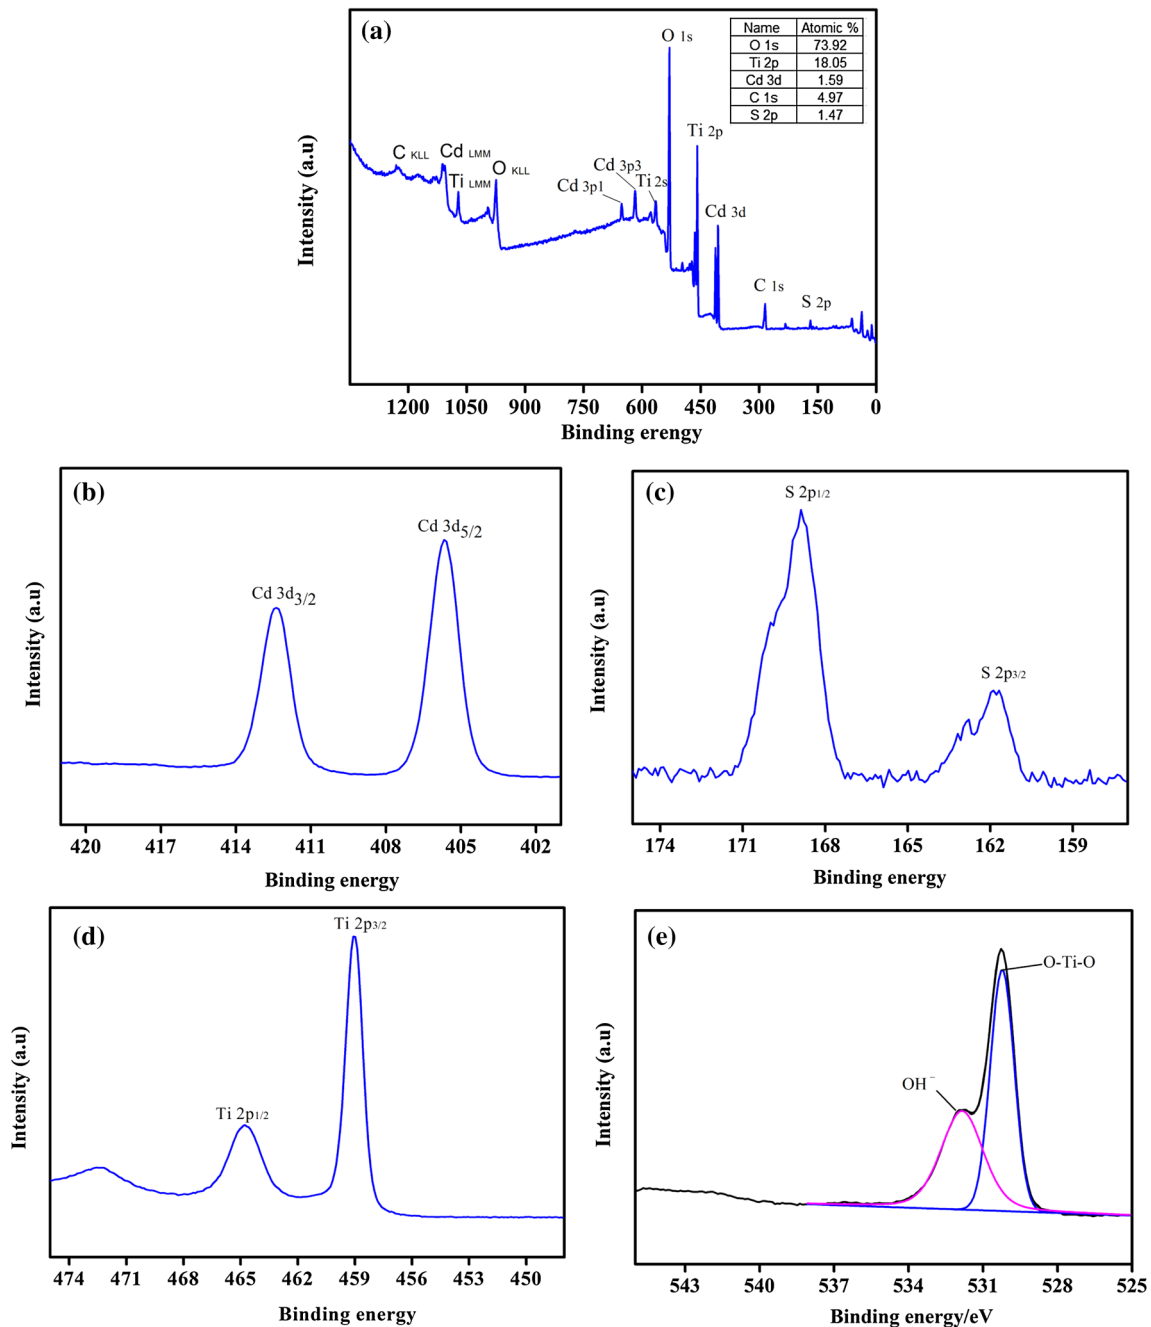 (a)
O 1s
Name Atomic %
O 1s 73.92
Ti 2p 18.05
Cd 3d 1.59
C 1s 4.97
S 2p 1.47
Ti 2p
C KLL
Cd LMM
Ti LMM
O KLL
Cd 3p3
Cd 3p1
Ti 2s
Cd 3d
C 1s
S 2p
Intensity (a.u)
1200 1050 900 750 600 450 300 150 0
Binding erengy
(b)
Cd 3d5/2
Cd 3d3/2
Intensity (a.u)
420 417 414 411 408 405 402
Binding energy
(c)
S 2p1/2
S 2p3/2
Intensity (a.u)
174 171 168 165 162 159
Binding energy
(d)
Ti 2p3/2
Ti 2p1/2
Intensity (a.u)
474 471 468 465 462 459 456 453 450
Binding energy
(e)
O-Ti-O
OH⁻
Intensity (a.u)
543 540 537 534 531 528 525
Binding energy/eV